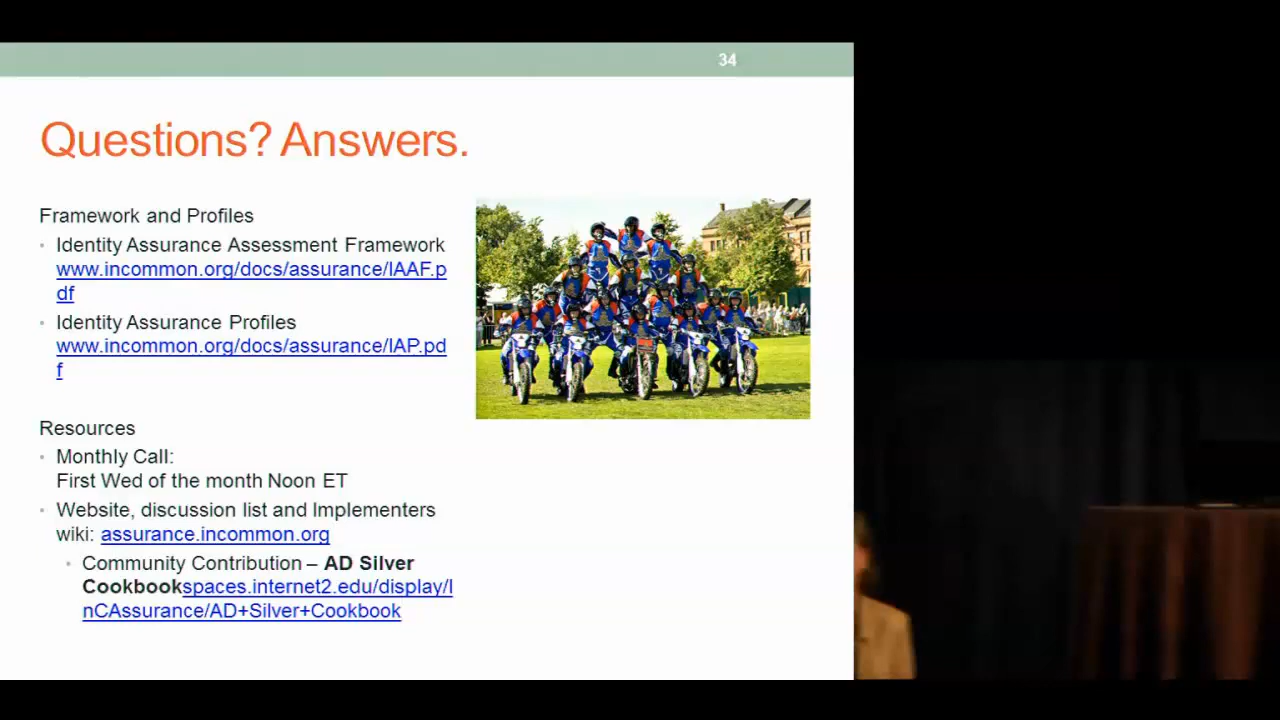 34
Questions? Answers.
Framework and Profiles
• Identity Assurance Assessment Framework
www.incommon.org/docs/assurance/IAAF.p
df
• Identity Assurance Profiles
www.incommon.org/docs/assurance/IAP.pd
f
Resources
• Monthly Call:
First Wed of the month Noon ET
• Website, discussion list and Implementers
wiki: assurance.incommon.org
• Community Contribution – AD Silver
Cookbookspaces.internet2.edu/display/I
nCAssurance/AD+Silver+Cookbook